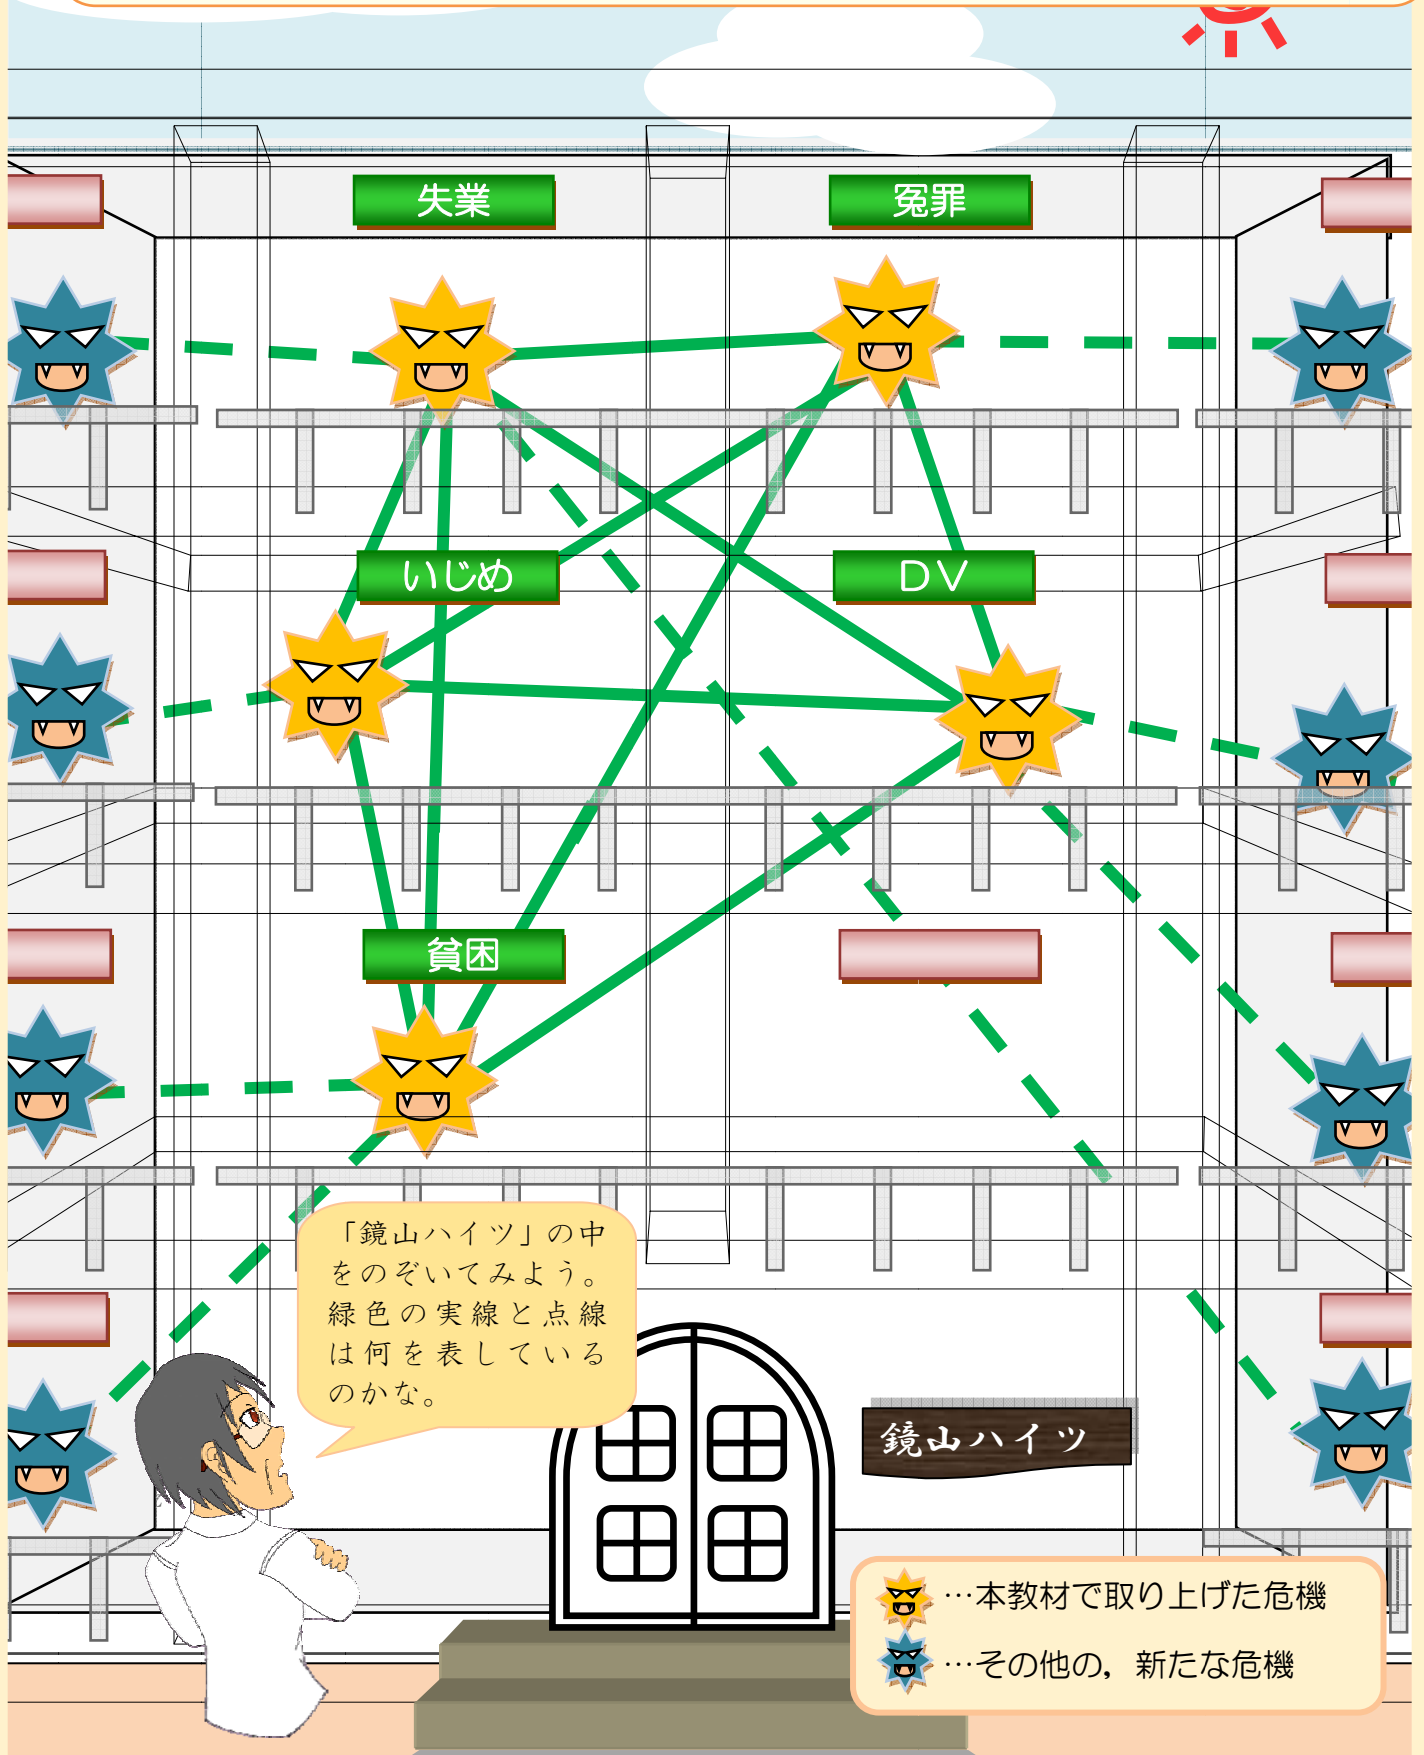 失業
冤罪
いじめ
DV
貧困
「鏡山ハイツ」の中
をのぞいてみよう。
緑色の実線と点線
は何を表している
のかな。
鏡山ハイツ
…本教材で取り上げた危機
…その他の，新たな危機